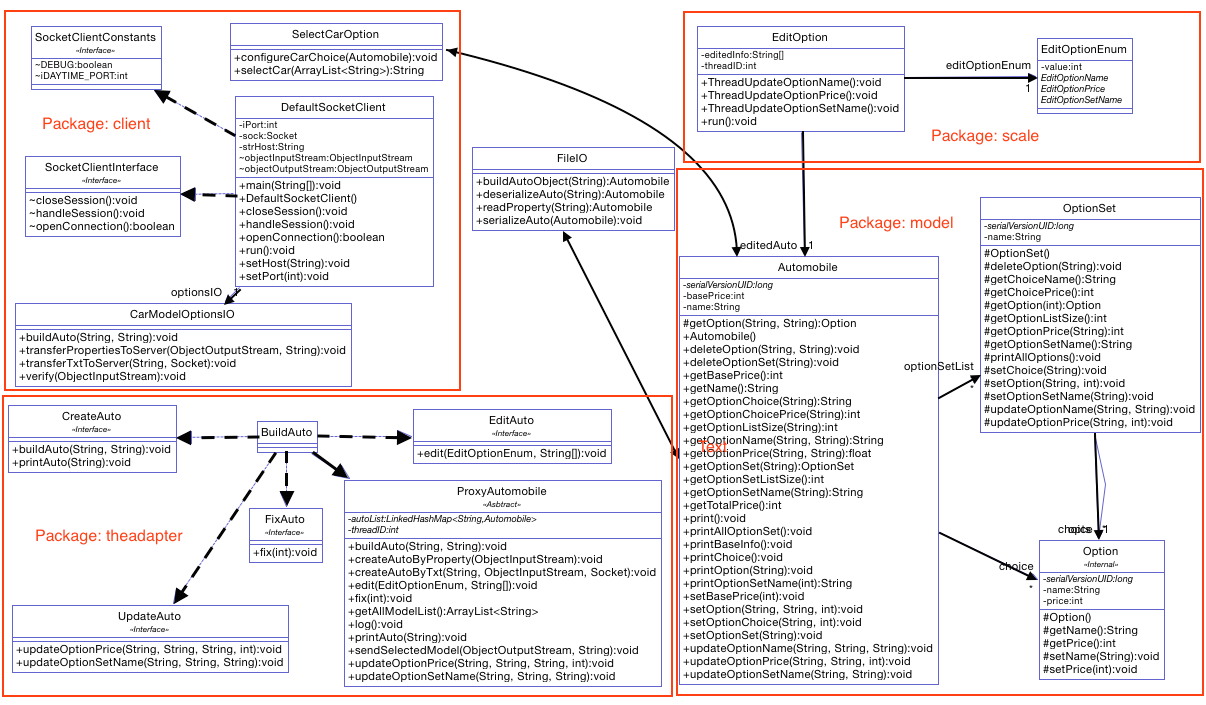 SocketClientConstants
«Interface»
~DEBUG:boolean
~iDAYTIME_PORT:int
SelectCarOption
+configureCarChoice(Automobile):void
+selectCar(ArrayList<String>):String
Package: client
DefaultSocketClient
-iPort:int
-sock:Socket
-strHost:String
~objectInputStream:ObjectInputStream
~objectOutputStream:ObjectOutputStream
+main(String[]):void
+DefaultSocketClient()
+closeSession():void
+handleSession():void
+openConnection():boolean
+run():void
+setHost(String):void
+setPort(int):void
SocketClientInterface
«Interface»
~closeSession():void
~handleSession():void
~openConnection():boolean
optionsIO
CarModelOptionsIO
+buildAuto(String, String):void
+transferPropertiesToServer(ObjectOutputStream, String):void
+transferTxtToServer(String, Socket):void
+verify(ObjectInputStream):void
FileIO
+buildAutoObject(String):Automobile
+deserializeAuto(String):Automobile
+readProperty(String):Automobile
+serializeAuto(Automobile):void
EditOption
-editedInfo:String[]
-threadID:int
+ThreadUpdateOptionName():void
+ThreadUpdateOptionPrice():void
+ThreadUpdateOptionSetName():void
+run():void
editOptionEnum
1
EditOptionEnum
-value:int
EditOptionName
EditOptionPrice
EditOptionSetName
Package: scale
Package: model
editedAuto
1
Automobile
-serialVersionUID:long
-basePrice:int
-name:String
#getOption(String, String):Option
+Automobile()
+deleteOption(String, String):void
+deleteOption(String):void
+getBasePrice():int
+getName():String
+getOptionChoice(String):String
+getOptionChoicePrice(String):int
+getOptionListSize(String):int
+getOptionName(String, String):String
+getOptionPrice(String, String):float
+getOptionSet(String):OptionSet
+getOptionSetListSize():int
+getOptionSetName(String):String
+getTotalPrice():int
+print():void
+printAllOptionSet():void
+printBaseInfo():void
+printChoice():void
+printOption(String):void
+printOptionSetName(int):String
+setBasePrice(int):void
+setOption(String, String, int):void
+setOptionChoice(String, int):void
+setOptionSet(String):void
+updateOptionName(String, String, String):void
+updateOptionPrice(String, String, int):void
+updateOptionSetName(String, String):void
Text
optionSetList
*
OptionSet
-serialVersionUID:long
-name:String
#OptionSet()
#deleteOption(String):void
#getChoiceName():String
#getChoicePrice():int
#getOption(int):Option
#getOptionListSize():int
#getOptionPrice(String):int
#getOptionSetName():String
#printAllOptions():void
#setChoice(String):void
#setOption(String, int):void
#setOptionSetName(String):void
#updateOptionName(String, String):void
#updateOptionPrice(String, int):void
choice
*
1
choice
*
Option
«Internal»
-serialVersionUID:long
-name:String
-price:int
#Option()
#getName():String
#getPrice():int
#setName(String):void
#setPrice(int):void
CreateAuto
«Interface»
+buildAuto(String, String):void
+printAuto(String):void
BuildAuto
EditAuto
«Interface»
+edit(EditOptionEnum, String[]):void
Package: theadapter
FixAuto
«Interface»
+fix(int):void
ProxyAutomobile
«Asbtract»
-autoList:LinkedHashMap<String,Automobile>
-threadID:int
+buildAuto(String, String):void
+createAutoByProperty(ObjectInputStream):void
+createAutoByTxt(String, ObjectInputStream, Socket):void
+edit(EditOptionEnum, String[]):void
+fix(int):void
+getAllModelList():ArrayList<String>
+log():void
+printAuto(String):void
+sendSelectedModel(ObjectOutputStream, String):void
+updateOptionPrice(String, String, String, int):void
+updateOptionSetName(String, String, String):void
UpdateAuto
«Interface»
+updateOptionPrice(String, String, String, int):void
+updateOptionSetName(String, String, String):void